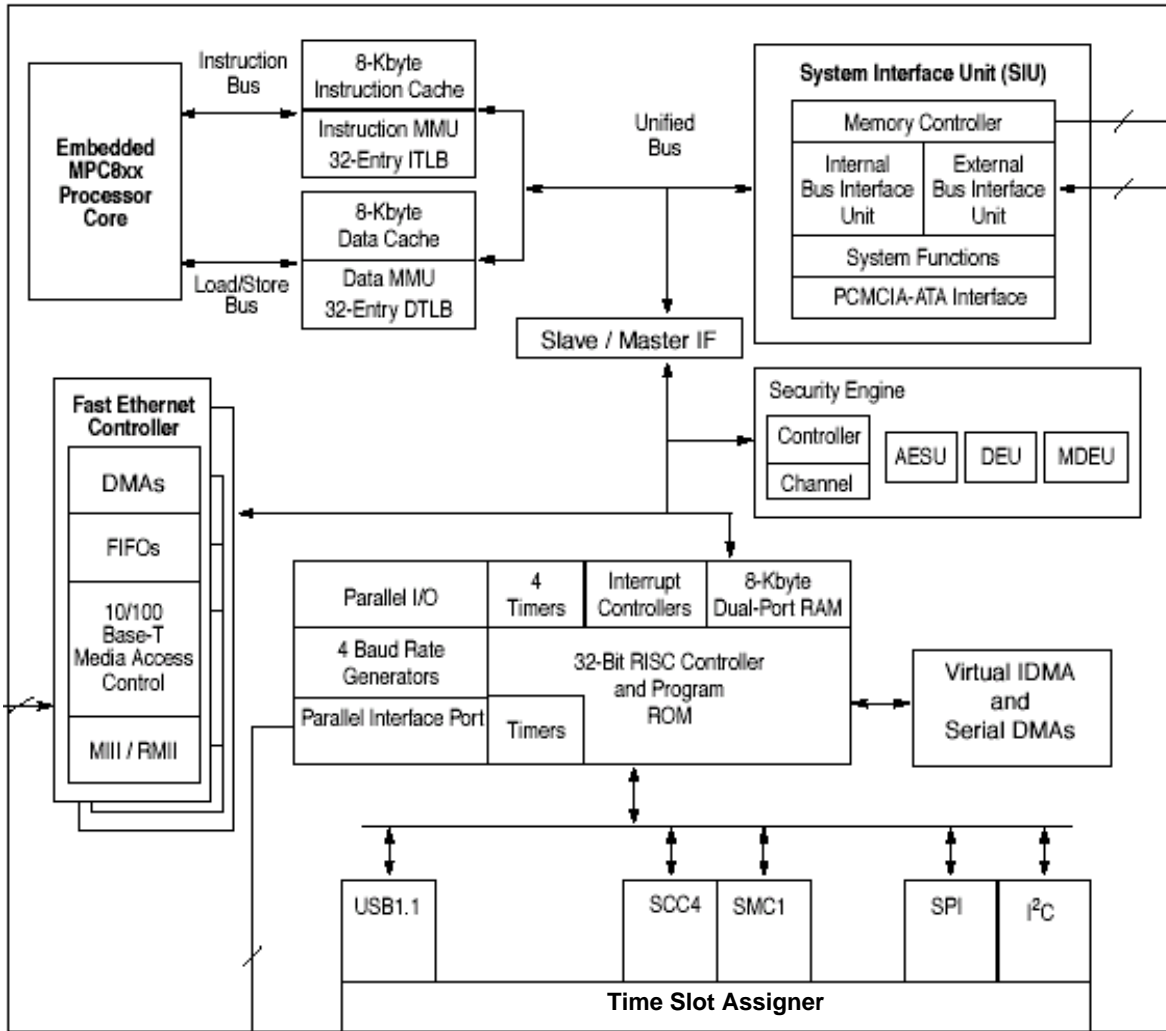 Embedded
MPC8xx
Processor
Core
Instruction
Bus
Load/Store
Bus
8-Kbyte
Instruction Cache
Instruction MMU
32-Entry ITLB
8-Kbyte
Data Cache
Data MMU
32-Entry DTLB
Unified
Bus
System Interface Unit (SIU)
Memory Controller
Internal
Bus Interface
Unit
External
Bus Interface
Unit
System Functions
PCMCIA-ATA Interface
Slave / Master IF
Security Engine
Controller
Channel
AESU
DEU
MDEU
Fast Ethernet
Controller
DMAs
FIFOs
10/100
Base-T
Media Access
Control
MIII / RMII
Parallel I/O
4
Timers
Interrupt
Controllers
8-Kbyte
Dual-Port RAM
4 Baud Rate
Generators
Parallel Interface Port
Timers
32-Bit RISC Controller
and Program
ROM
Virtual IDMA
and
Serial DMAs
USB1.1
SCC4
SMC1
SPI
I²C
Time Slot Assigner